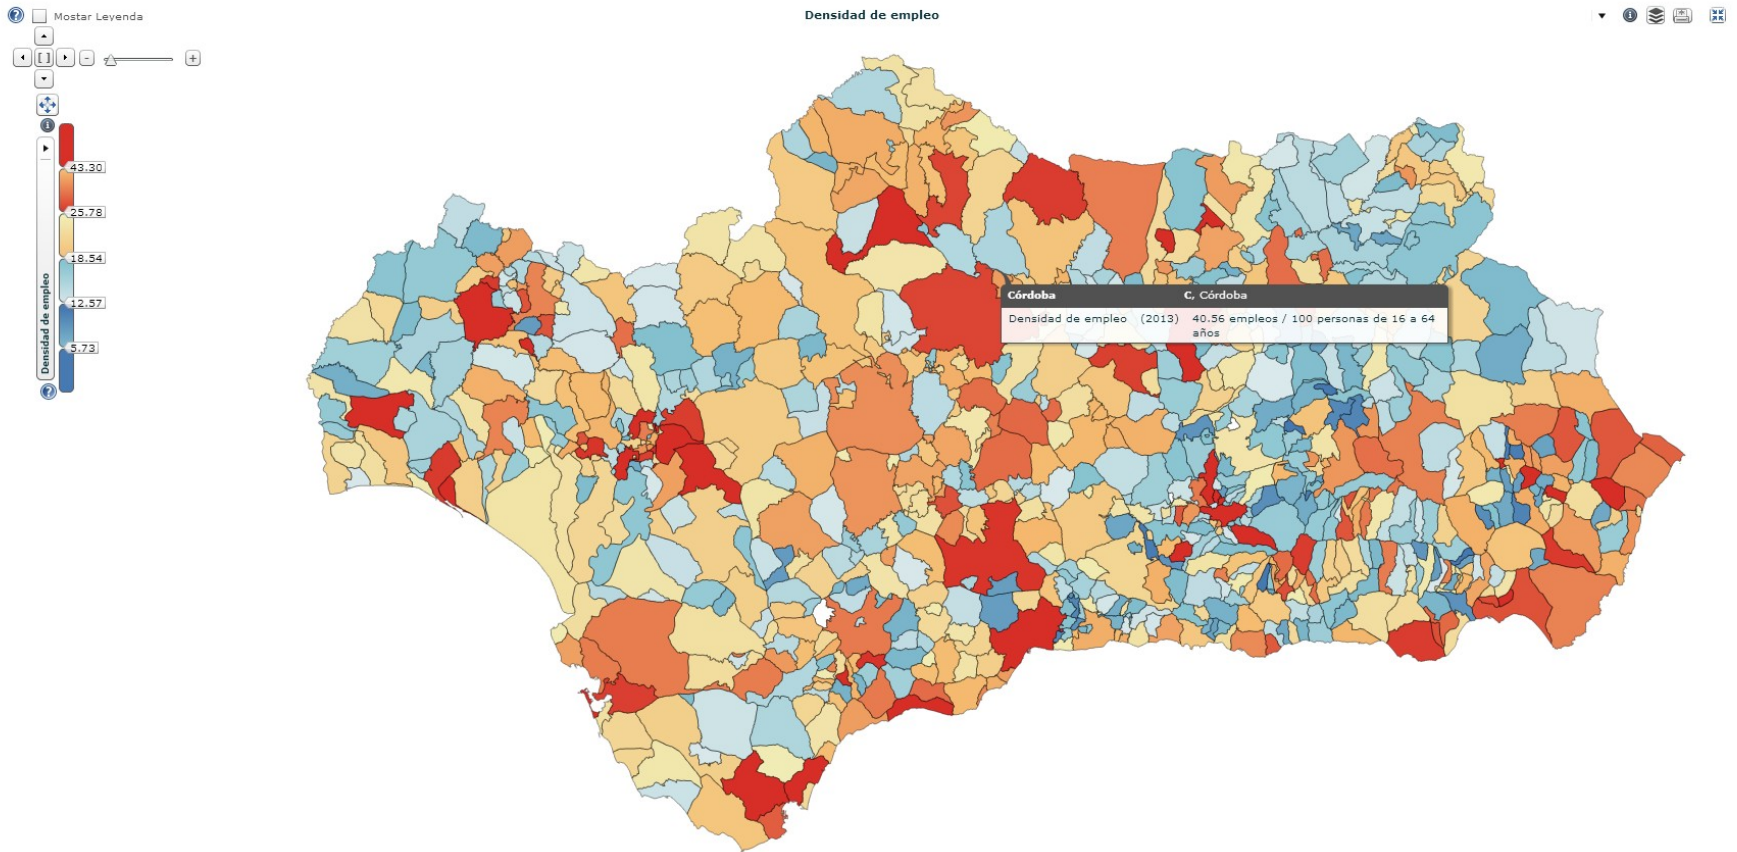 Mostar Leyenda
Densidad de empleo
43.30
25.78
18.54
12.57
5.73
Densidad de empleo
Córdoba C, Córdoba
Densidad de empleo (2013) 40.56 empleos / 100 personas de 16 a 64
años